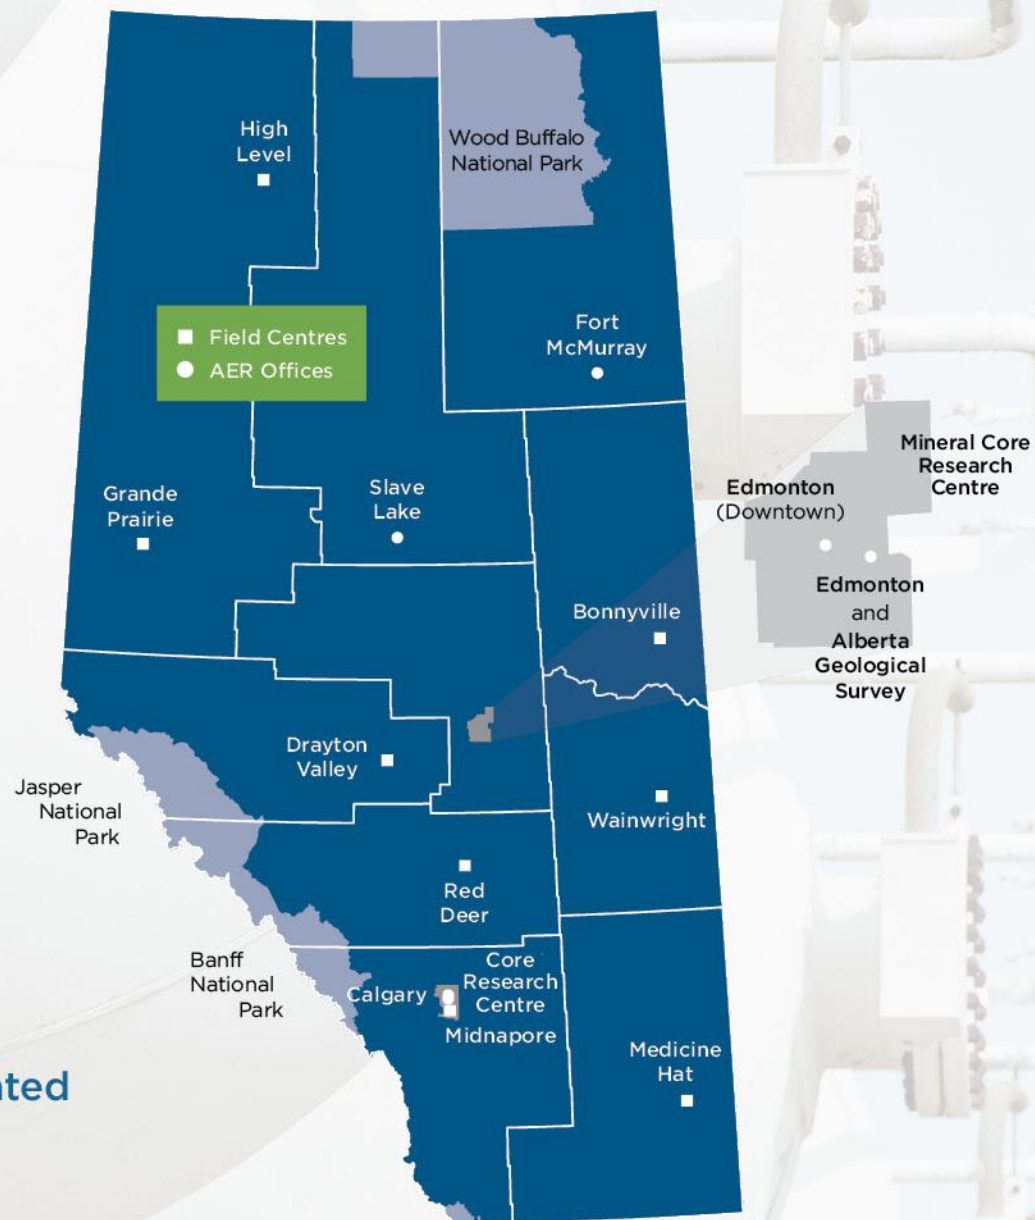 High
Level
Wood Buffalo
National Park
Field Centres
AER Offices
Fort
McMurray
Grande
Prairie
Slave
Lake
Mineral Core
Research
Centre
Edmonton
(Downtown)
Edmonton
and
Alberta
Geological
Survey
Bonnyville
Drayton
Valley
Jasper
National
Park
Wainwright
Red
Deer
Banff
National
Park
Calgary
Core
Research
Centre
Midnapore
Medicine
Hat